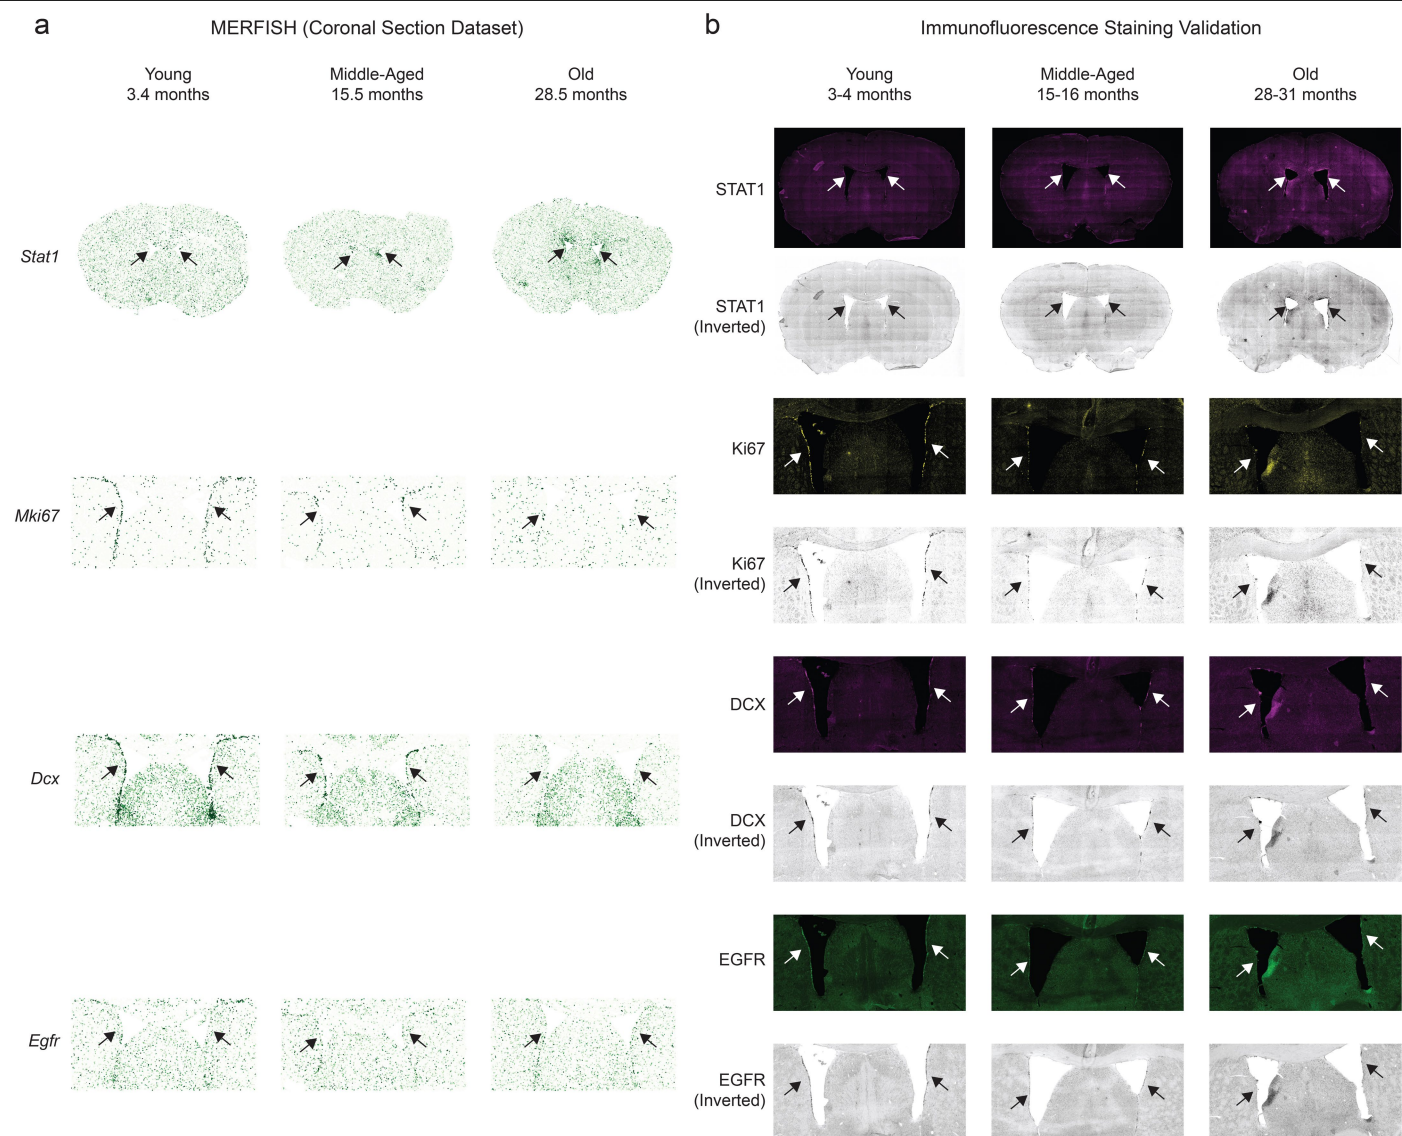 a
MERFISH (Coronal Section Dataset)
Young
3.4 months
Middle-Aged
15.5 months
Old
28.5 months
Stat1
Mki67
Dcx
Egfr
b
Immunofluorescence Staining Validation
Young
3-4 months
Middle-Aged
15-16 months
Old
28-31 months
STAT1
STAT1
(Inverted)
Ki67
Ki67
(Inverted)
DCX
DCX
(Inverted)
EGFR
EGFR
(Inverted)